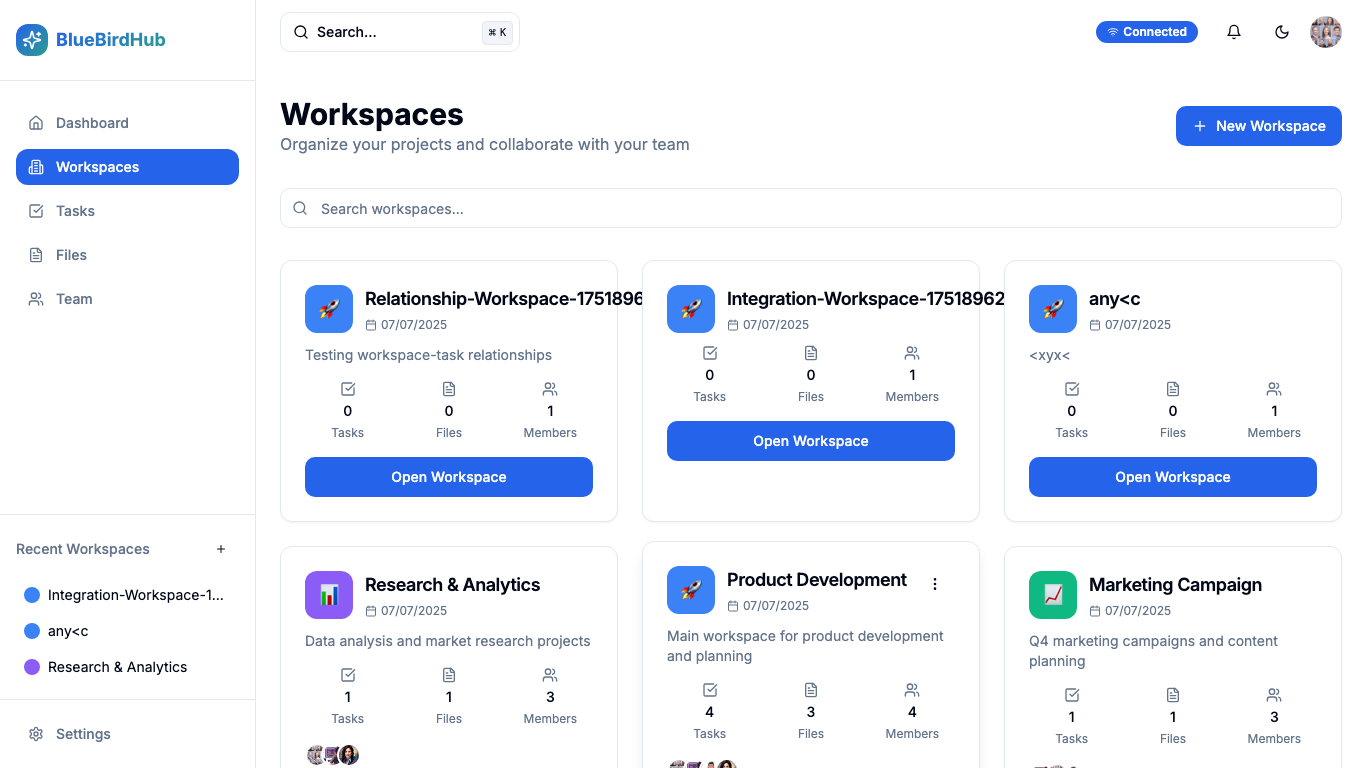 BlueBirdHub
Search...
⌘ K
Connected
Dashboard
Workspaces
Tasks
Files
Team
Recent Workspaces
Integration-Workspace-1...
any<c
Research & Analytics
Settings
Workspaces
Organize your projects and collaborate with your team
New Workspace
Search workspaces...
Relationship-Workspace-1751896
07/07/2025
Testing workspace-task relationships
0 0 1
Tasks Files Members
Open Workspace
Integration-Workspace-17518962
07/07/2025
0 0 1
Tasks Files Members
Open Workspace
any<c
07/07/2025
<xyx<
0 0 1
Tasks Files Members
Open Workspace
Research & Analytics
07/07/2025
Data analysis and market research projects
1 1 3
Tasks Files Members
Product Development
07/07/2025
Main workspace for product development
and planning
4 3 4
Tasks Files Members
Marketing Campaign
07/07/2025
Q4 marketing campaigns and content
planning
1 1 3
Tasks Files Members